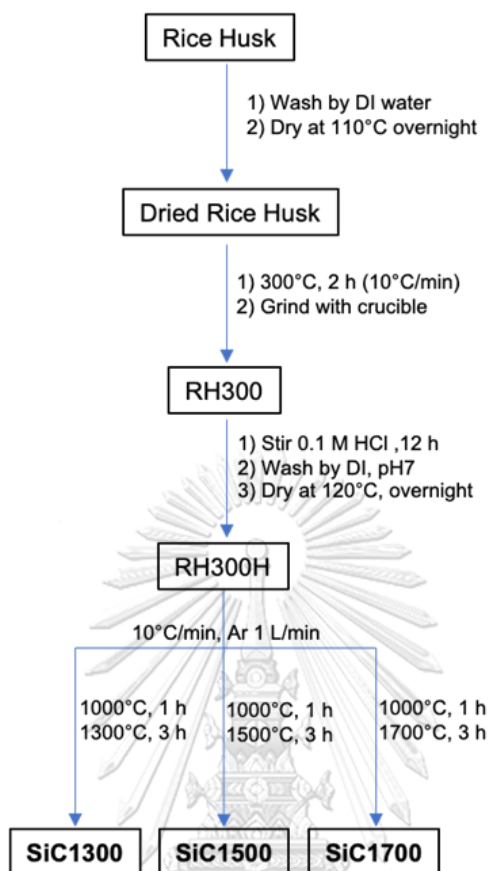 Rice Husk
1) Wash by DI water
2) Dry at 110°C overnight
Dried Rice Husk
1) 300°C, 2 h (10°C/min)
2) Grind with crucible
RH300
1) Stir 0.1 M HCl ,12 h
2) Wash by DI, pH7
3) Dry at 120°C, overnight
RH300H
10°C/min, Ar 1 L/min
1000°C, 1 h
1300°C, 3 h
1000°C, 1 h
1500°C, 3 h
1000°C, 1 h
1700°C, 3 h
SiC1300
SiC1500
SiC1700